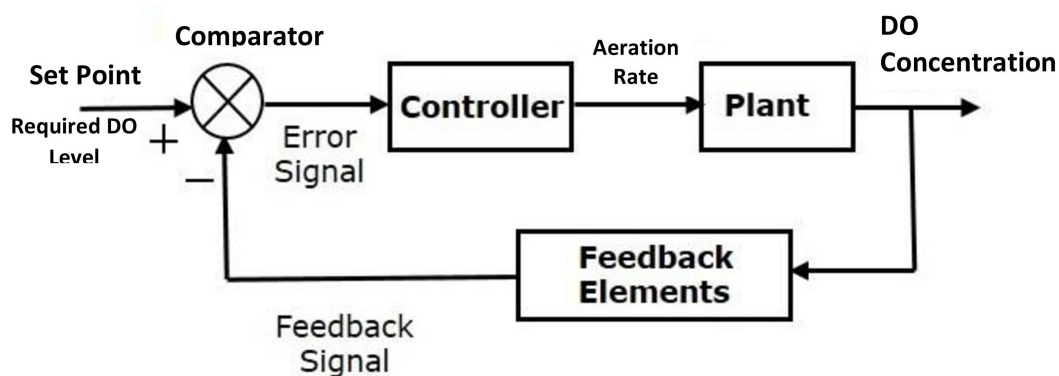 Comparator
Set Point
Required DO
Level
+
−
Error
Signal
Controller
Aeration
Rate
Plant
DO
Concentration
Feedback
Elements
Feedback
Signal